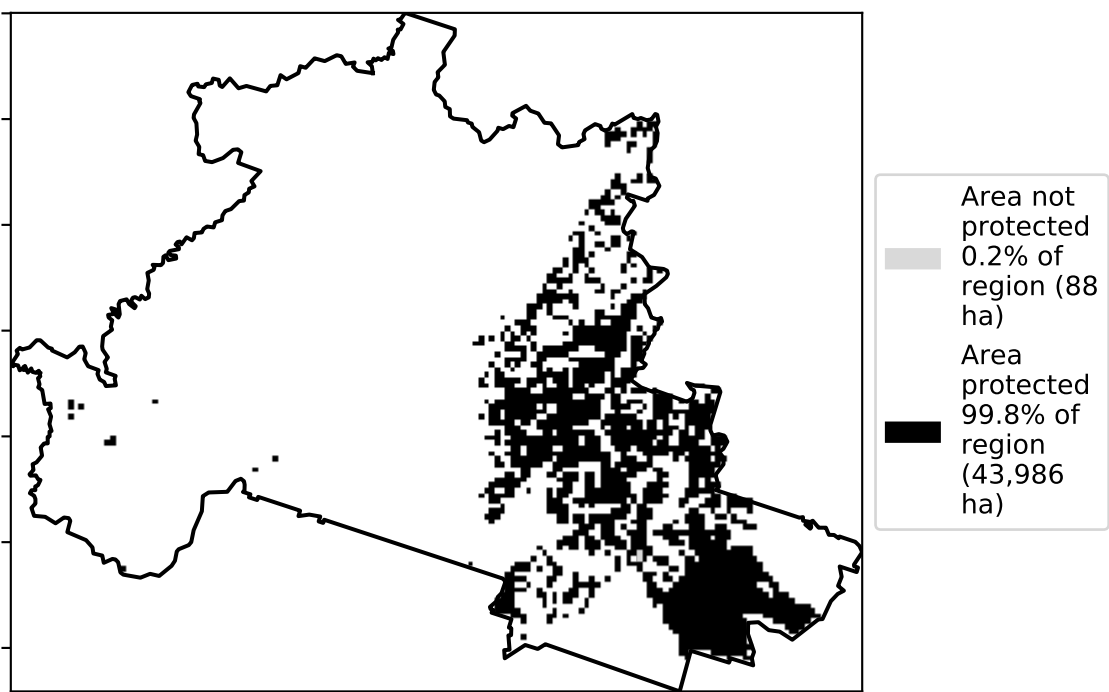 Area not
protected
0.2% of
region (88
ha)
Area
protected
99.8% of
region
(43,986
ha)